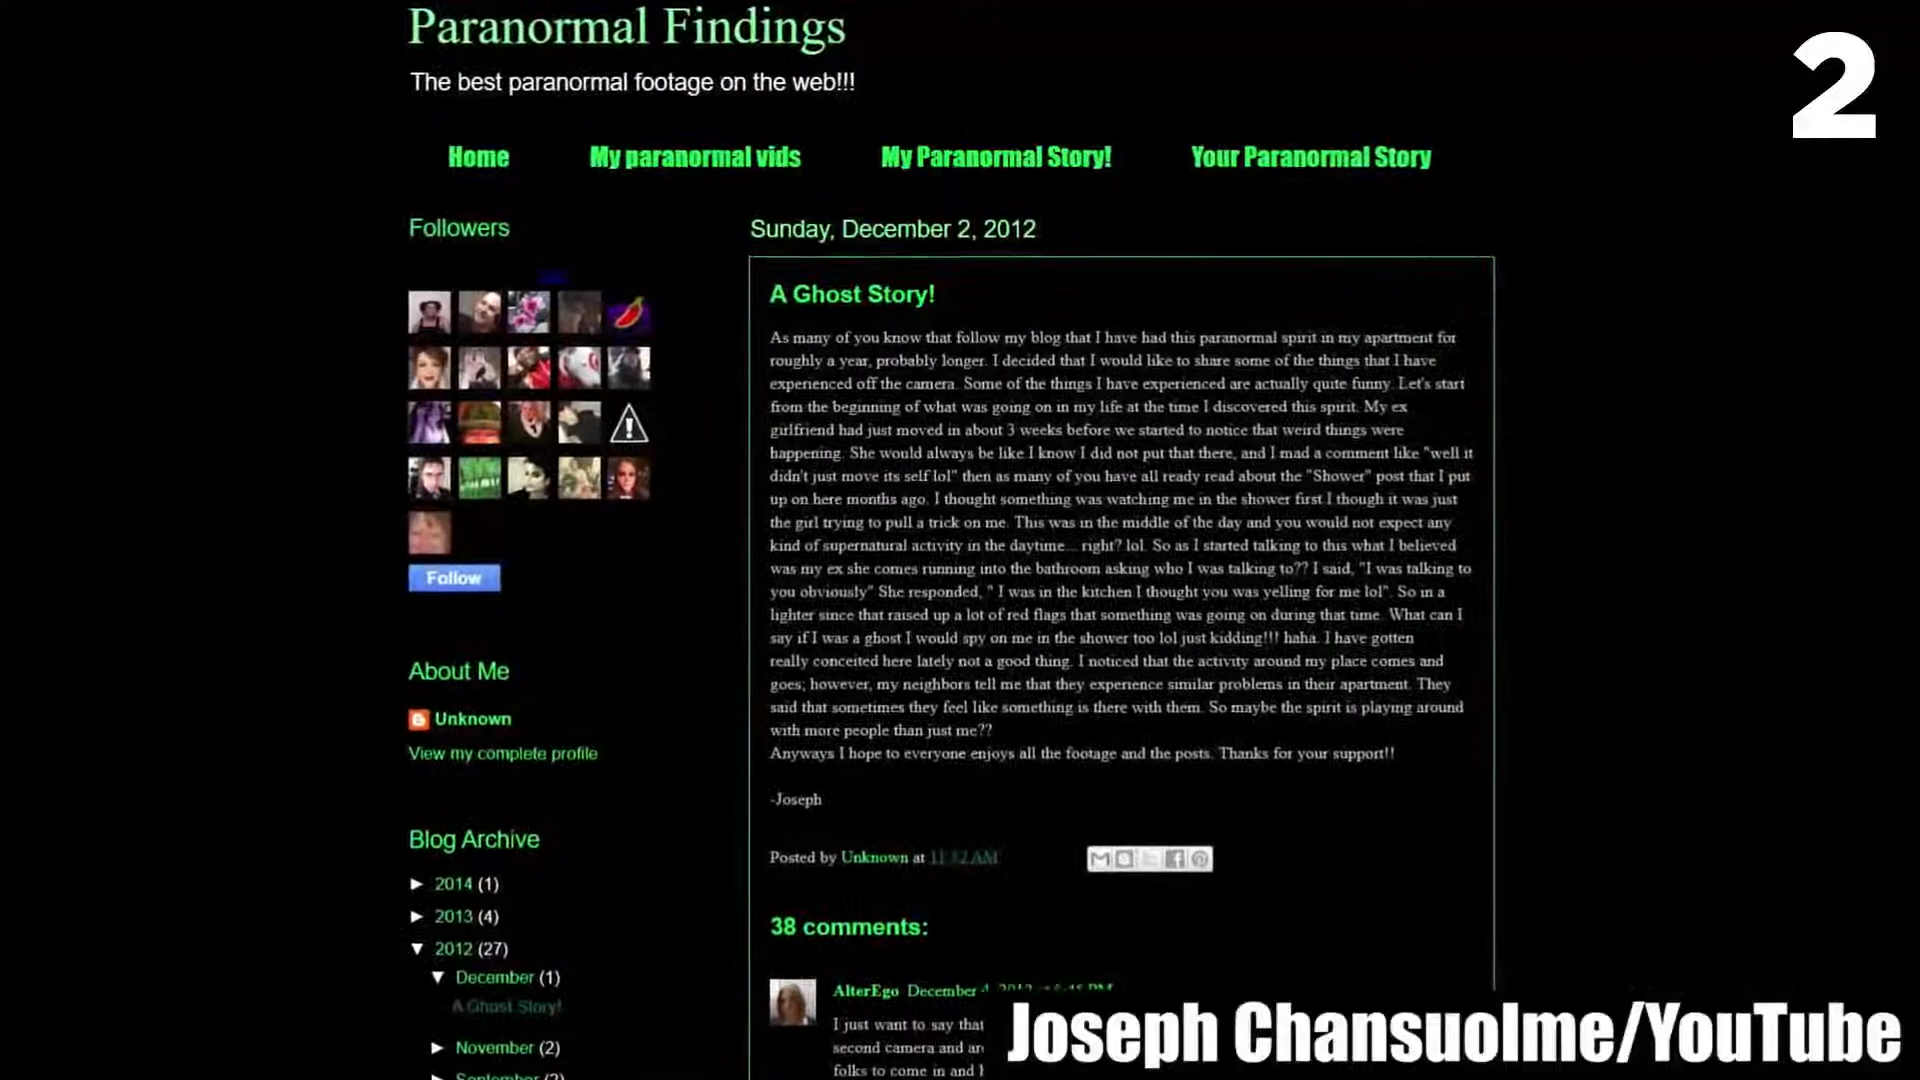 Paranormal Findings
The best paranormal footage on the web!!!
2
Home
My paranormal vids
My Paranormal Story!
Your Paranormal Story
Followers
Follow
About Me
Unknown
View my complete profile
Blog Archive
► 2014 (1)
► 2013 (4)
▼ 2012 (27)
▼ December (1)
A Ghost Story!
► November (2)
► September (2)
Sunday, December 2, 2012
A Ghost Story!
As many of you know that follow my blog that I have had this paranormal spirit in my apartment for
roughly a year, probably longer. I decided that I would like to share some of the things that I have
experienced off the camera. Some of the things I have experienced are actually quite funny. Let's start
from the beginning of what was going on in my life at the time I discovered this spirit. My ex
girlfriend had just moved in about 3 weeks before we started to notice that weird things were
happening. She would always be like I know I did not put that there, and I mad a comment like "well it
didn't just move its self lol" then as many of you have all ready read about the "Shower" post that I put
up on here months ago. I thought something was watching me in the shower first I though it was just
the girl trying to pull a trick on me. This was in the middle of the day and you would not expect any
kind of supernatural activity in the daytime... right? lol. So as I started talking to this what I believed
was my ex she comes running into the bathroom asking who I was talking to?? I said, "I was talking to
you obviously" She responded, " I was in the kitchen I thought you was yelling for me lol". So in a
lighter since that raised up a lot of red flags that something was going on during that time. What can I
say if I was a ghost I would spy on me in the shower too lol just kidding!!! haha. I have gotten
really conceited here lately not a good thing. I noticed that the activity around my place comes and
goes; however, my neighbors tell me that they experience similar problems in their apartment. They
said that sometimes they feel like something is there with them. So maybe the spirit is playing around
with more people than just me??
Anyways I hope to everyone enjoys all the footage and the posts. Thanks for your support!!
-Joseph
Posted by Unknown at 11:32 AM
38 comments:
AlterEgo December 4, 2012
I just want to say that
second camera and
folks to come in and
Joseph Chansuolme/YouTube